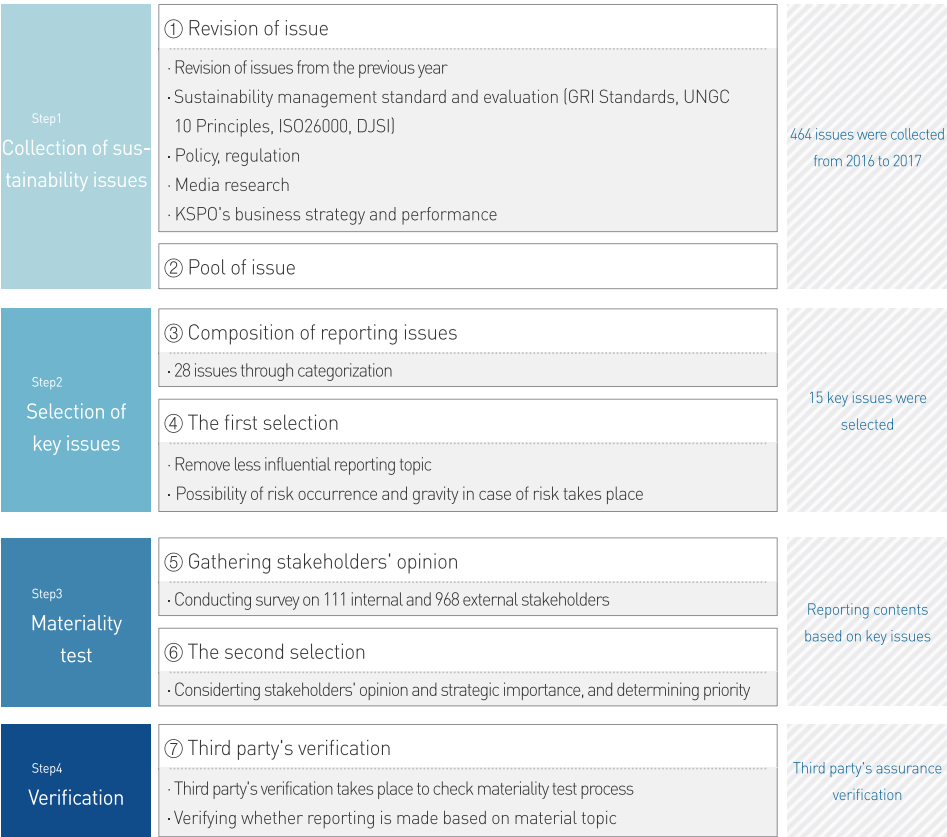 Step1
Collection of sus-
tainability issues
① Revision of issue
· Revision of issues from the previous year
· Sustainability management standard and evaluation (GRI Standards, UNGC
10 Principles, ISO26000, DJSI)
· Policy, regulation
· Media research
· KSPO's business strategy and performance
② Pool of issue
464 issues were collected
from 2016 to 2017
Step2
Selection of
key issues
③ Composition of reporting issues
· 28 issues through categorization
④ The first selection
· Remove less influential reporting topic
· Possibility of risk occurrence and gravity in case of risk takes place
15 key issues were
selected
Step3
Materiality
test
⑤ Gathering stakeholders' opinion
· Conducting survey on 111 internal and 968 external stakeholders
⑥ The second selection
· Considerting stakeholders' opinion and strategic importance, and determining priority
Reporting contents
based on key issues
Step4
Verification
⑦ Third party's verification
· Third party's verification takes place to check materiality test process
· Verifying whether reporting is made based on material topic
Third party's assurance
verification